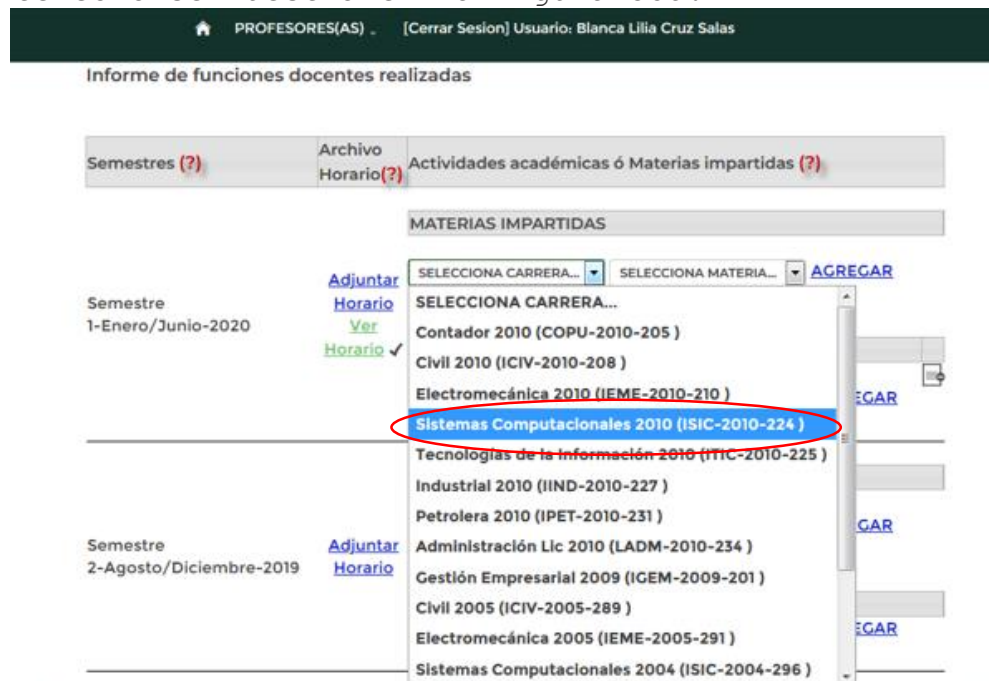 PROFESORES(AS) [Cerrar Sesion] Usuario: Blanca Lilia Cruz Salas
Informe de funciones docentes realizadas
Semestres (?)
Archivo
Horario(?)
Actividades académicas ó Materias impartidas (?)
MATERIAS IMPARTIDAS
SELECCIONA CARRERA... SELECCIONA MATERIA... AGREGAR
Semestre
1-Enero/Junio-2020
Adjuntar
Horario
Ver
Horario ✓
SELECCIONA CARRERA...
Contador 2010 (COPU-2010-205 )
Civil 2010 (ICIV-2010-208 )
Electromecánica 2010 (IEME-2010-210 )
Sistemas Computacionales 2010 (ISIC-2010-224 )
Tecnologías de la Información 2010 (ITIC-2010-225 )
Industrial 2010 (IIND-2010-227 )
Petrolera 2010 (IPET-2010-231 )
Administración Lic 2010 (LADM-2010-234 )
Gestión Empresarial 2009 (IGEM-2009-201 )
Civil 2005 (ICIV-2005-289 )
Electromecánica 2005 (IEME-2005-291 )
Sistemas Computacionales 2004 (ISIC-2004-296 )
EGAR
GAR
EGAR
Semestre
2-Agosto/Diciembre-2019
Adjuntar
Horario